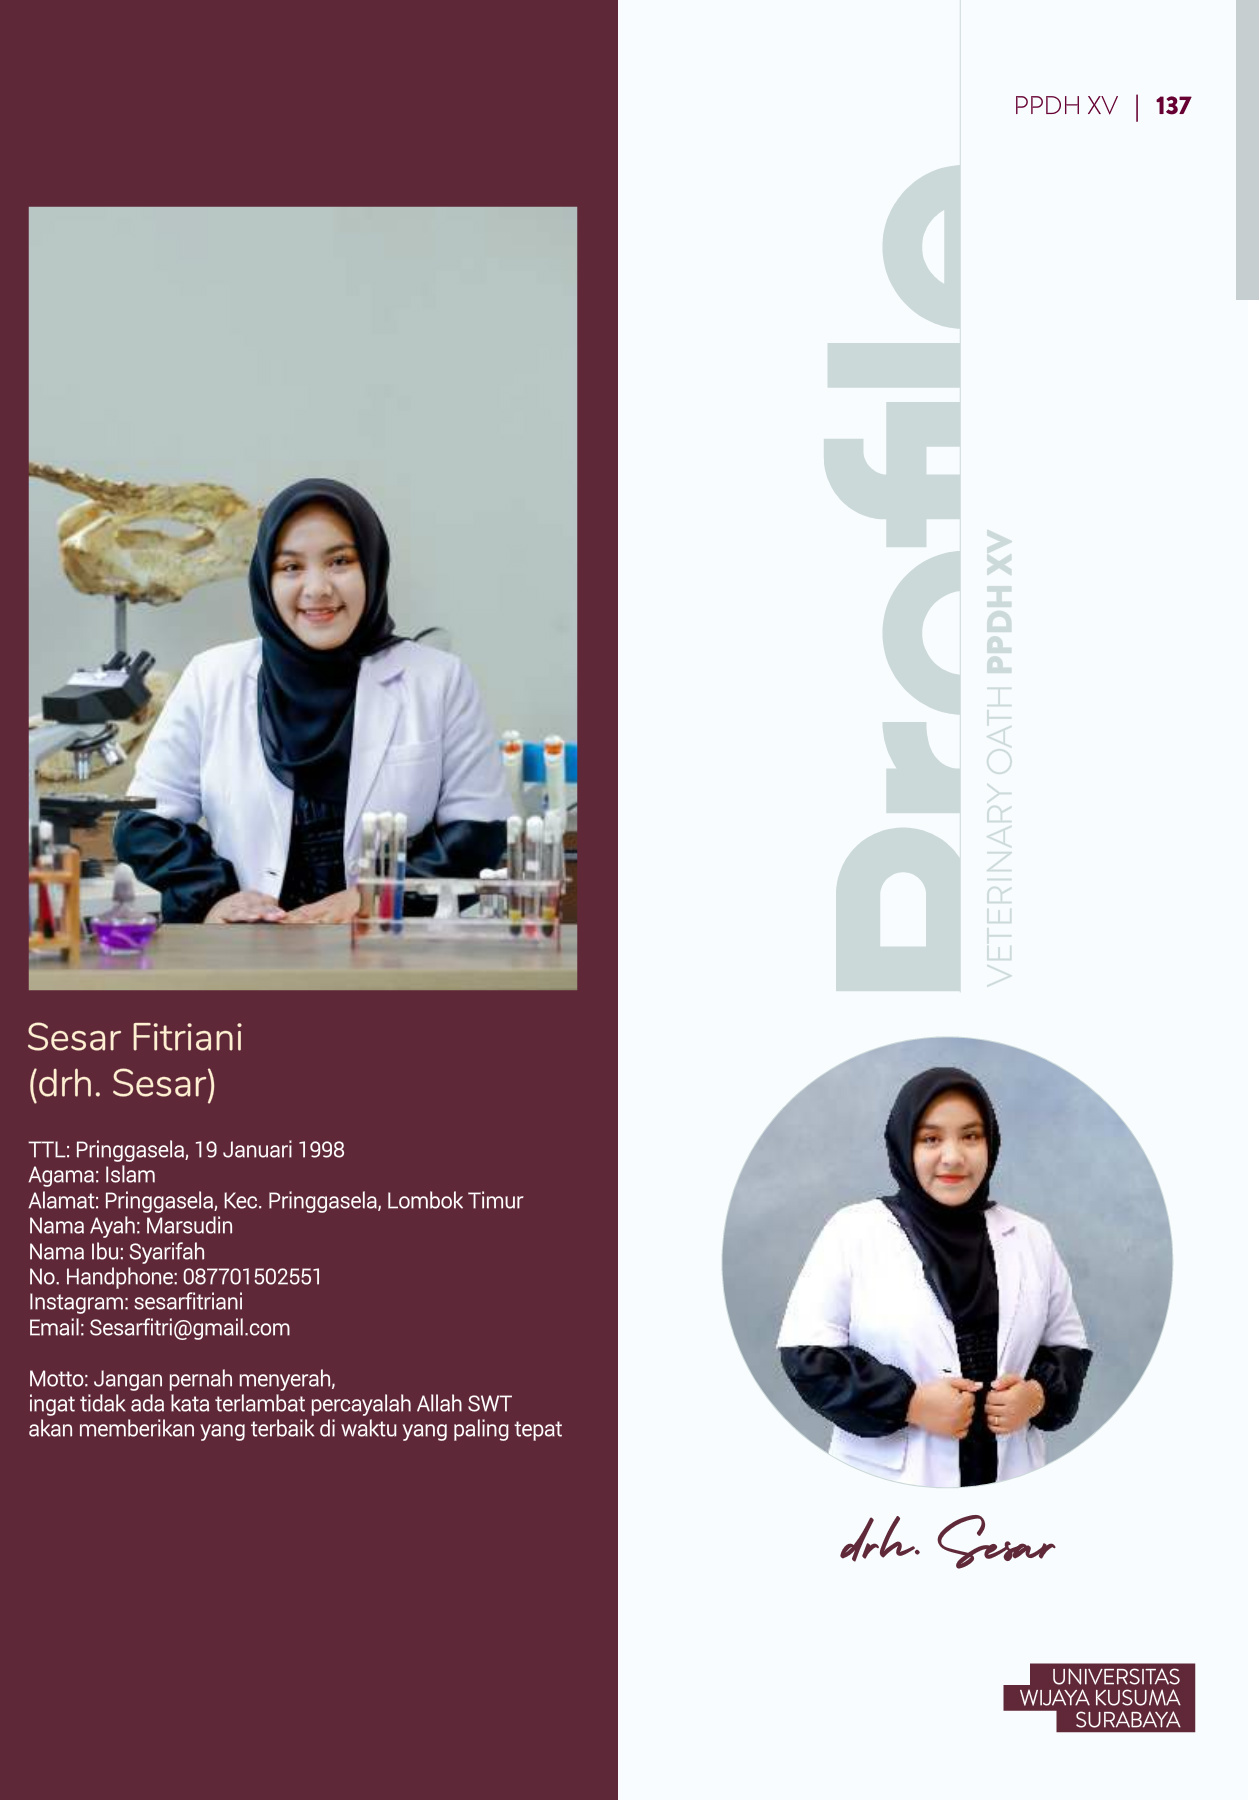 PPDH XV | 137
Profile
VETERINARY OATH PPDH XV
Sesar Fitriani
(drh. Sesar)
TTL: Pringgasela, 19 Januari 1998
Agama: Islam
Alamat: Pringgasela, Kec. Pringgasela, Lombok Timur
Nama Ayah: Marsudin
Nama Ibu: Syarifah
No. Handphone: 087701502551
Instagram: sesarfitriani
Email: Sesarfitri@gmail.com
Motto: Jangan pernah menyerah,
ingat tidak ada kata terlambat percayalah Allah SWT
akan memberikan yang terbaik di waktu yang paling tepat
drh. Sesar
UNIVERSITAS
WIJAYA KUSUMA
SURABAYA